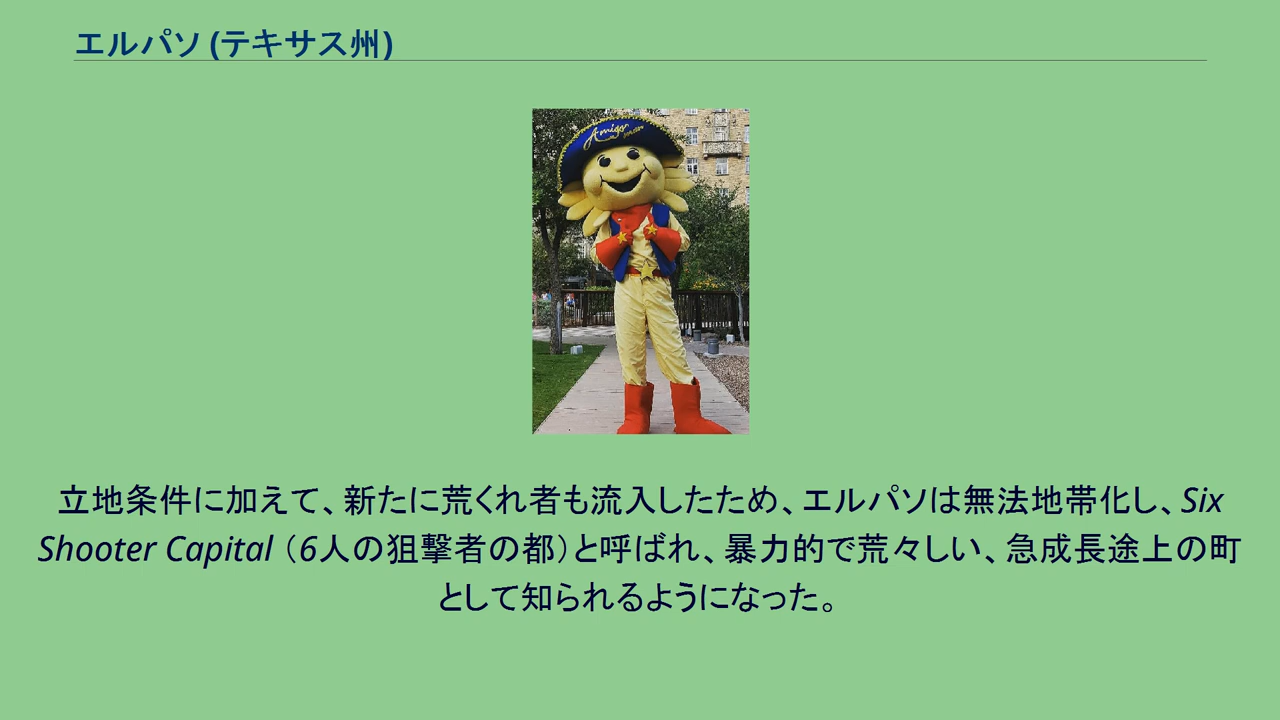 エルパソ (テキサス州)
Amigo
立地条件に加えて、新たに荒くれ者も流入したため、エルパソは無法地帯化し、Six
Shooter Capital （6人の狙撃者の都）と呼ばれ、暴力的で荒々しい、急成長途上の町
として知られるようになった。